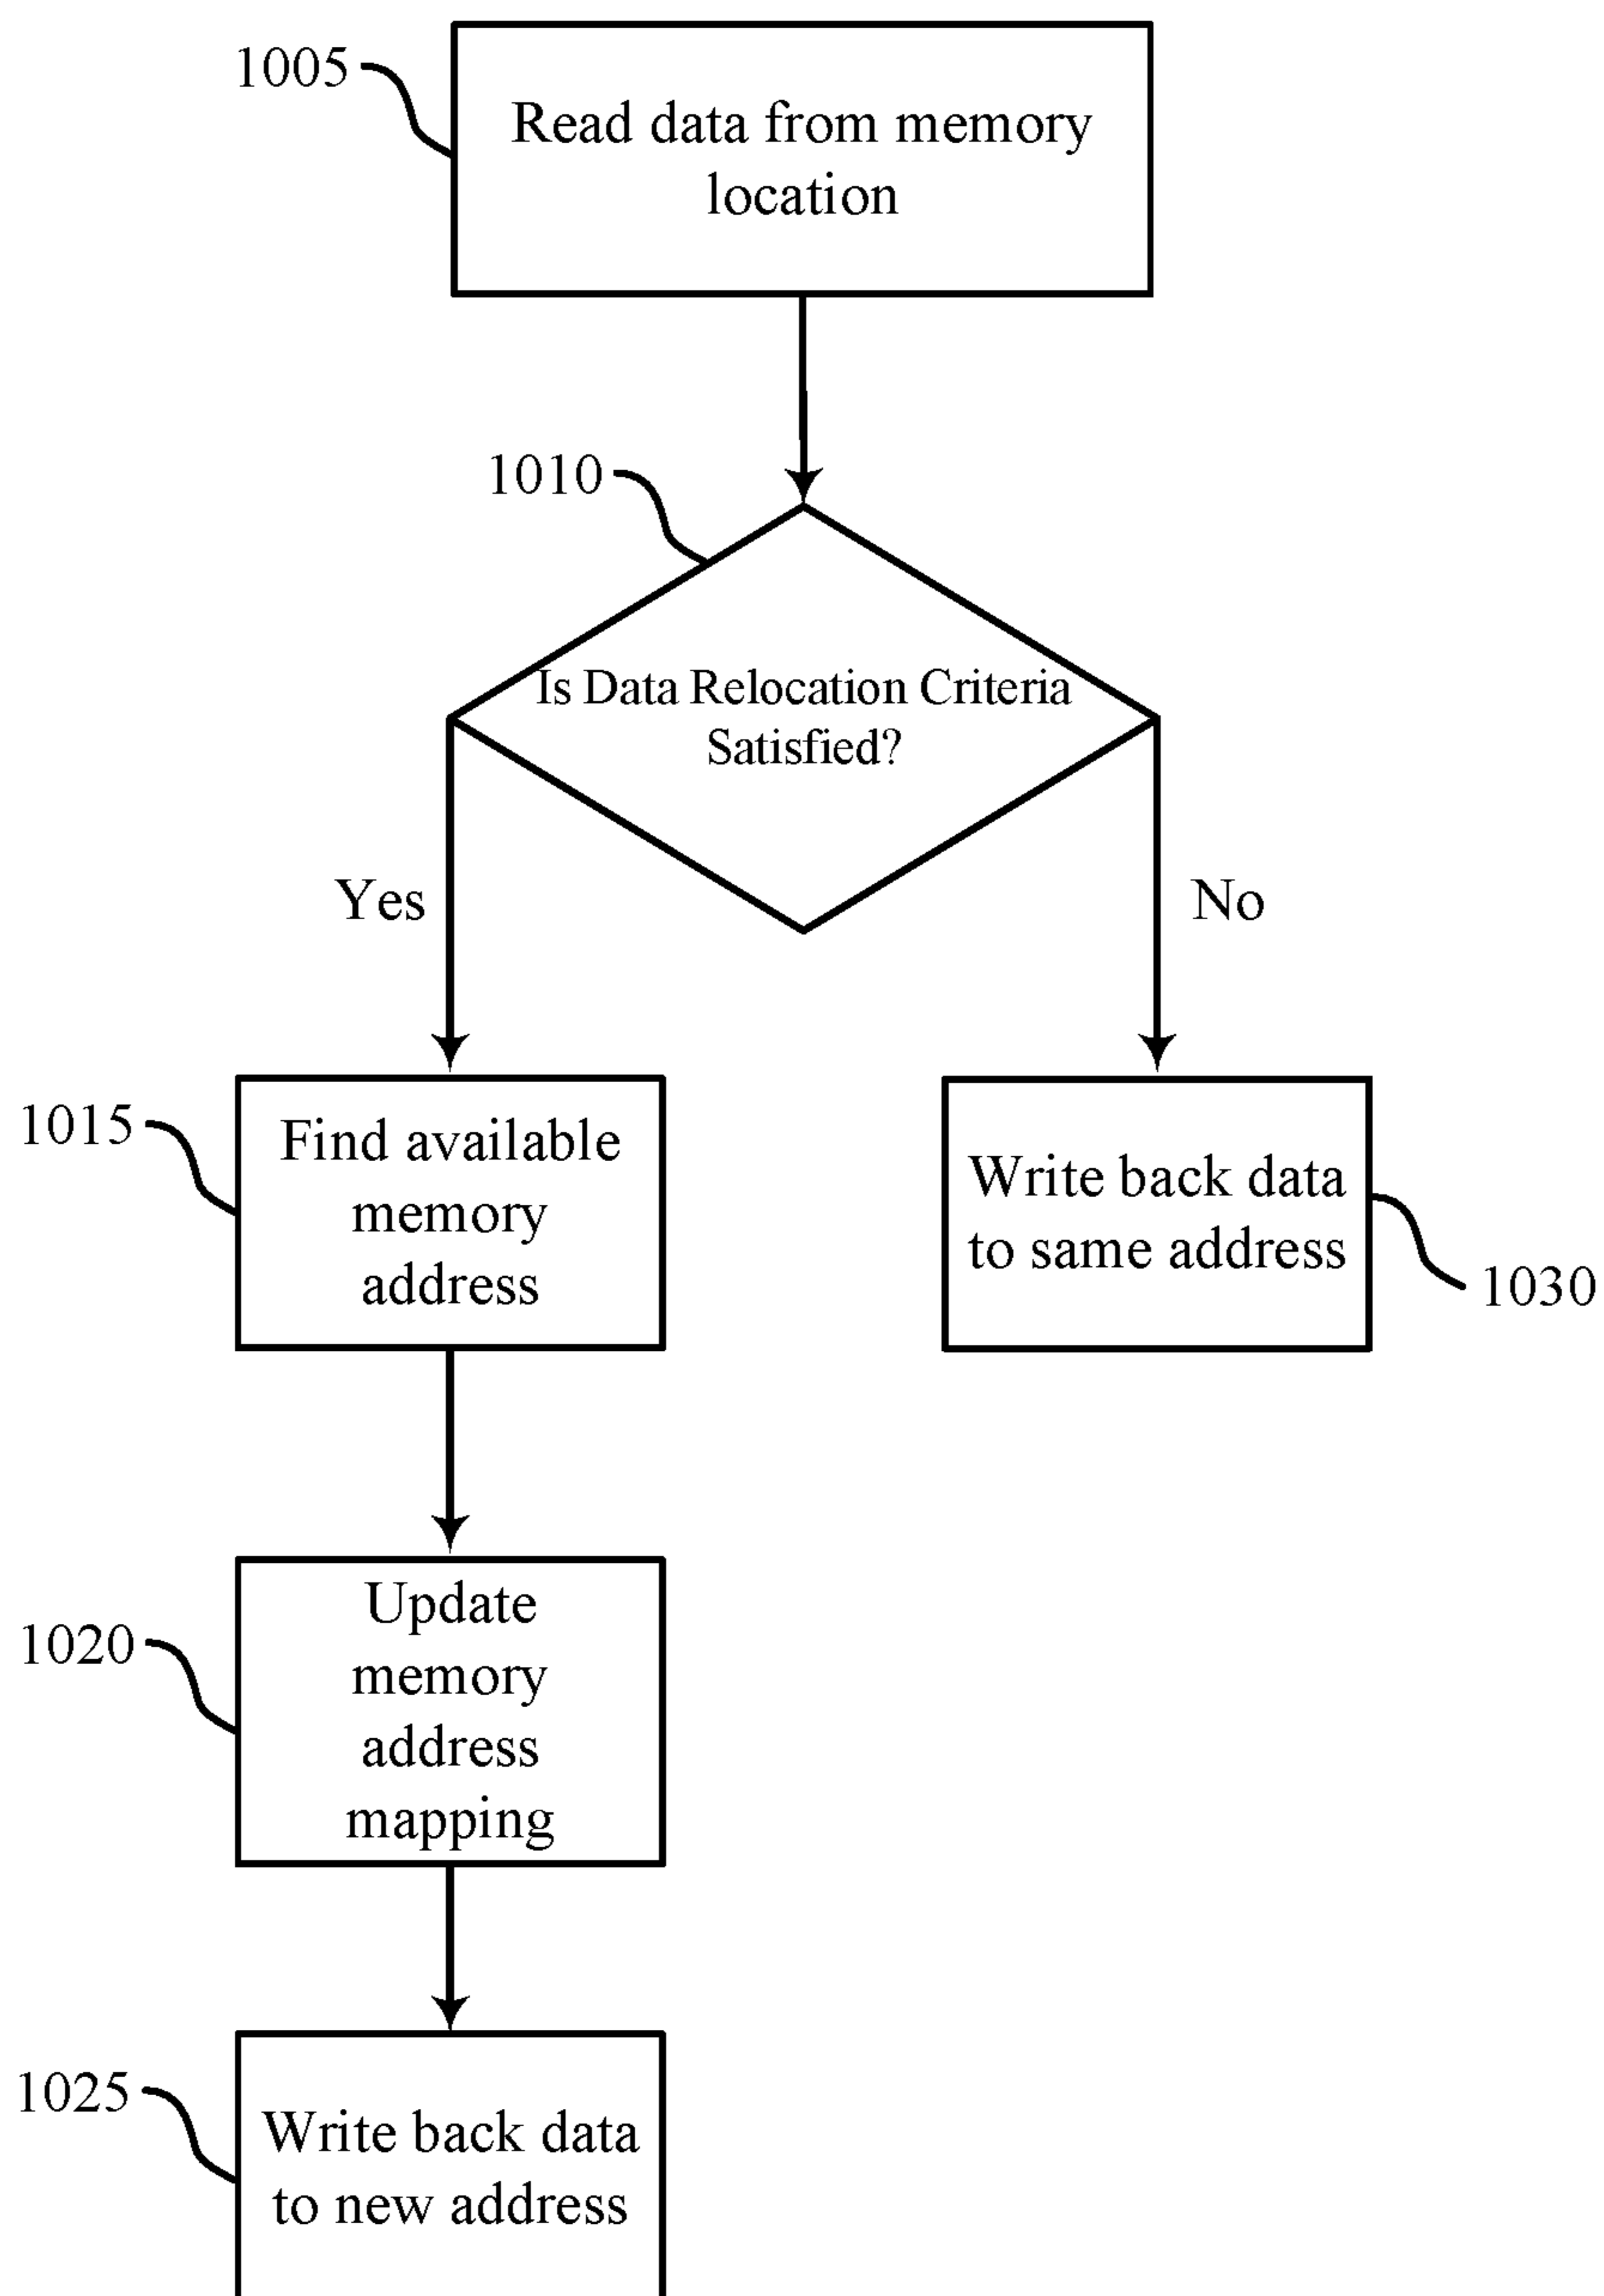 1005
Read data from memory
location
1010
Is Data Relocation Criteria
Satisfied?
Yes
No
1015
Find available
memory
address
Write back data
to same address
1030
1020
Update
memory
address
mapping
1025
Write back data
to new address